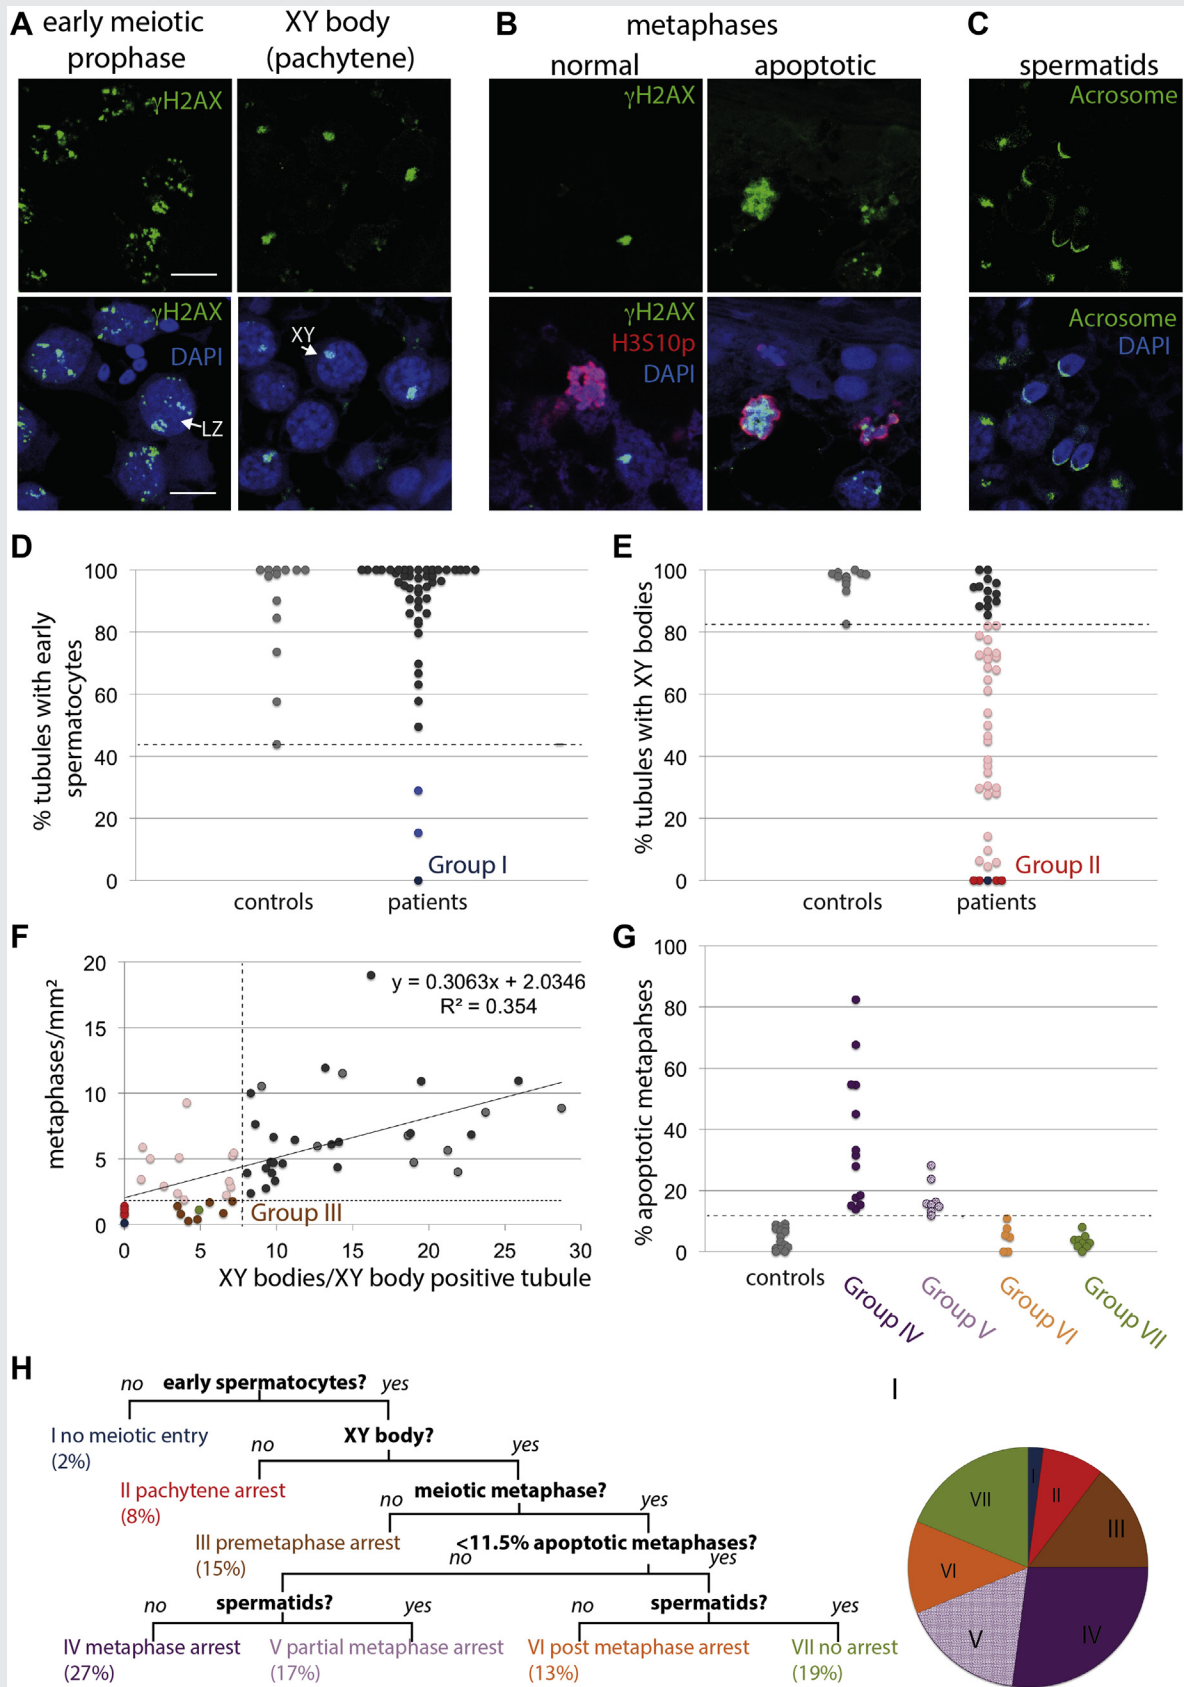 A early meiotic
prophase
XY body
(pachytene)
γH2AX
γH2AX
DAPI
LZ
XY
B metaphases
normal
apoptotic
γH2AX
γH2AX
H3S10p
DAPI
C
spermatids
Acrosome
Acrosome
DAPI
D
% tubules with early
spermatocytes
100
80
60
40
20
0
Group I
controls
patients
E
% tubules with XY bodies
100
80
60
40
20
0
Group II
controls
patients
F
metaphases/mm²
20
15
10
5
0
y = 0.3063x + 2.0346
R² = 0.354
Group III
0 5 10 15 20 25 30
XY bodies/XY body positive tubule
G
% apoptotic metapahses
100
80
60
40
20
0
controls
Group IV
Group V
Group VI
Group VII
H
no early spermatocytes? yes
I no meiotic entry
(2%)
no XY body? yes
II pachytene arrest
(8%)
no meiotic metaphase? yes
III premetaphase arrest
(15%)
<11.5% apoptotic metaphases?
no yes
no spermatids? yes
no spermatids? yes
IV metaphase arrest
(27%)
V partial metaphase arrest
(17%)
VI post metaphase arrest
(13%)
VII no arrest
(19%)
I
I
II
III
IV
V
VI
VII